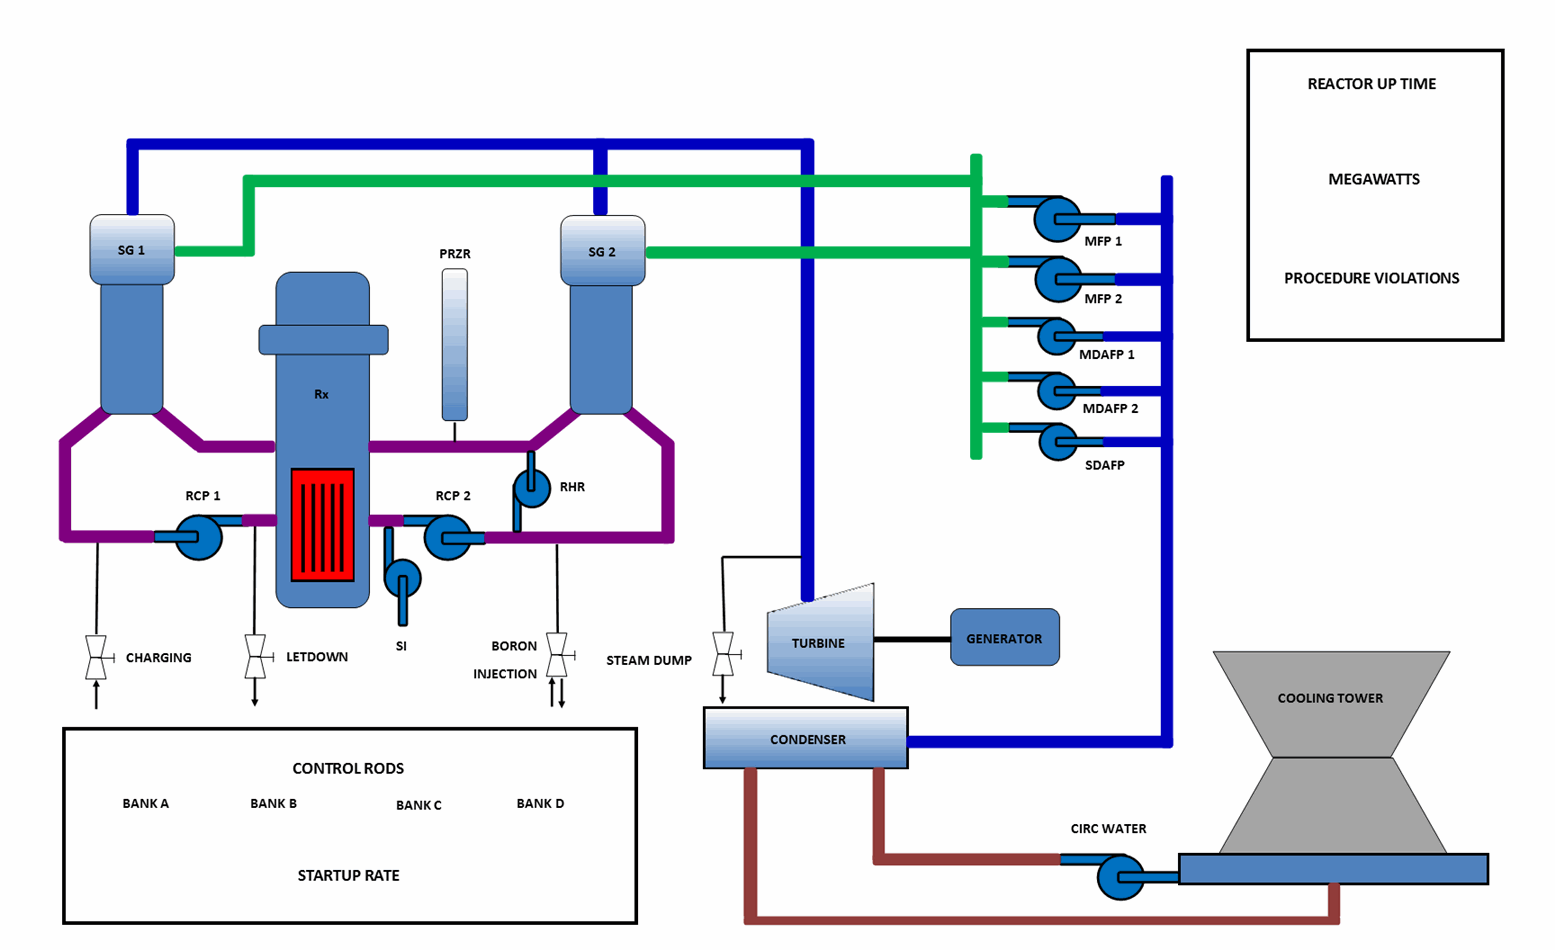 REACTOR UP TIME
MEGAWATTS
PROCEDURE VIOLATIONS
SG 1
PRZR
SG 2
MFP 1
MFP 2
MDAFP 1
MDAFP 2
SDAFP
Rx
RCP 1
RCP 2
RHR
SI
CHARGING
LETDOWN
BORON
INJECTION
STEAM DUMP
TURBINE
GENERATOR
CONDENSER
COOLING TOWER
CIRC WATER
CONTROL RODS
BANK A
BANK B
BANK C
BANK D
STARTUP RATE